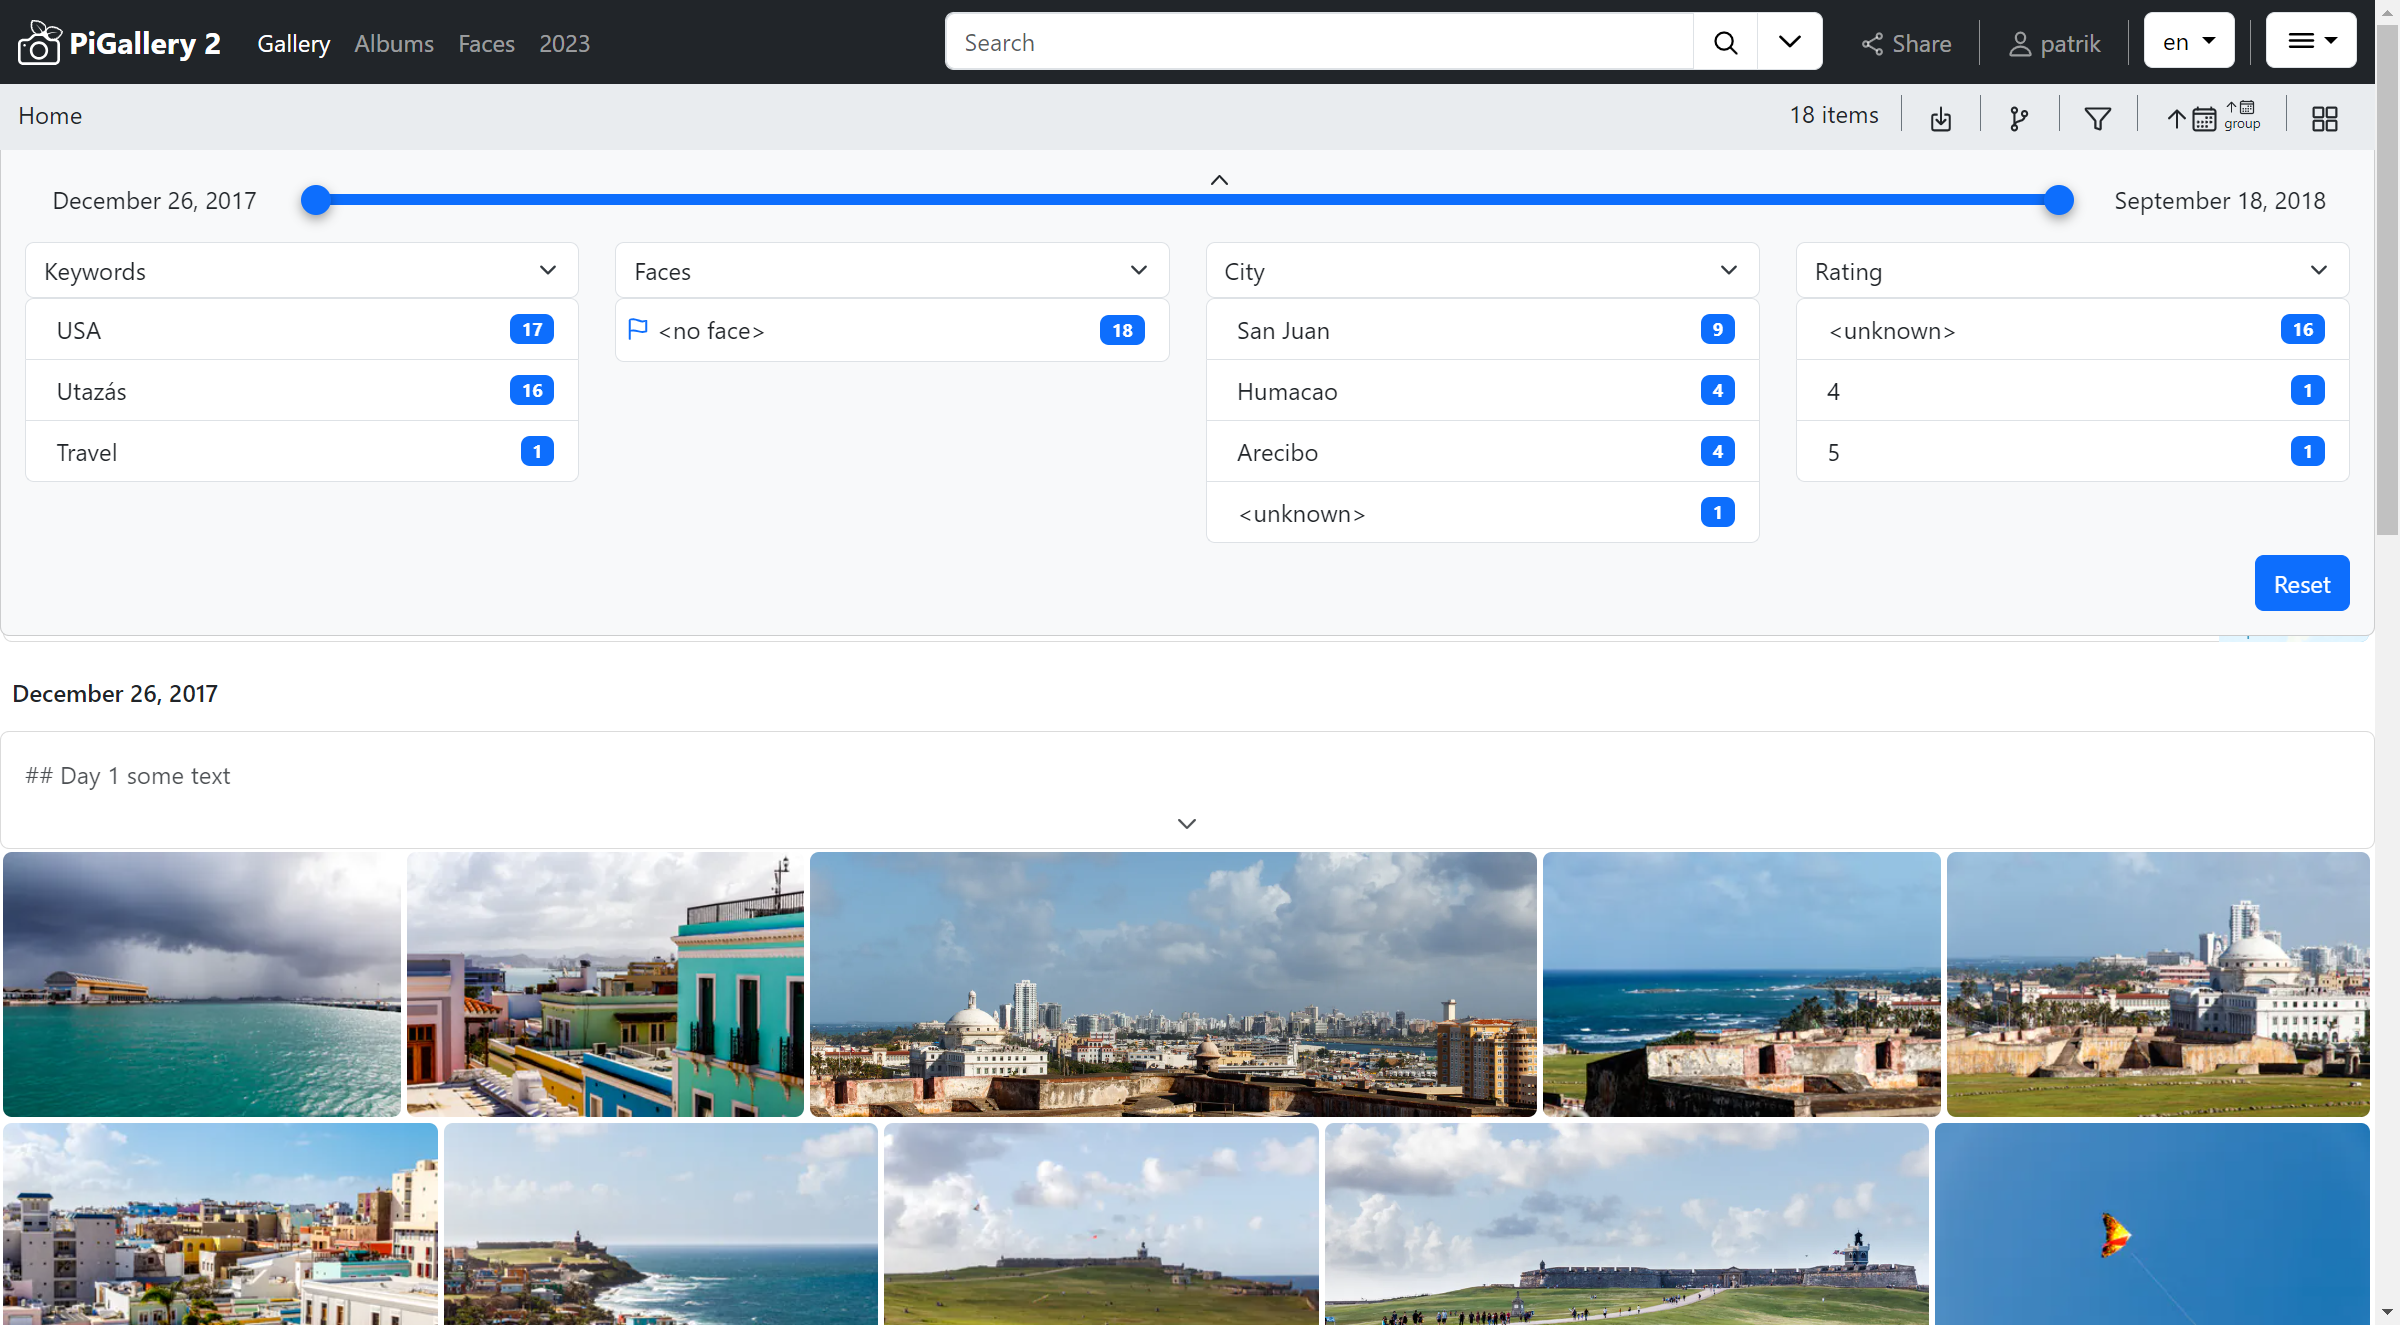 PiGallery 2 Gallery Albums Faces 2023 Search Share patrik en
Home 18 items group
December 26, 2017 September 18, 2018
Keywords Faces City Rating
USA 17 <no face> 18 San Juan 9 <unknown> 16
Utazás 16 Humacao 4 4 1
Travel 1 Arecibo 4 5 1
<unknown> 1
Reset
December 26, 2017
## Day 1 some text